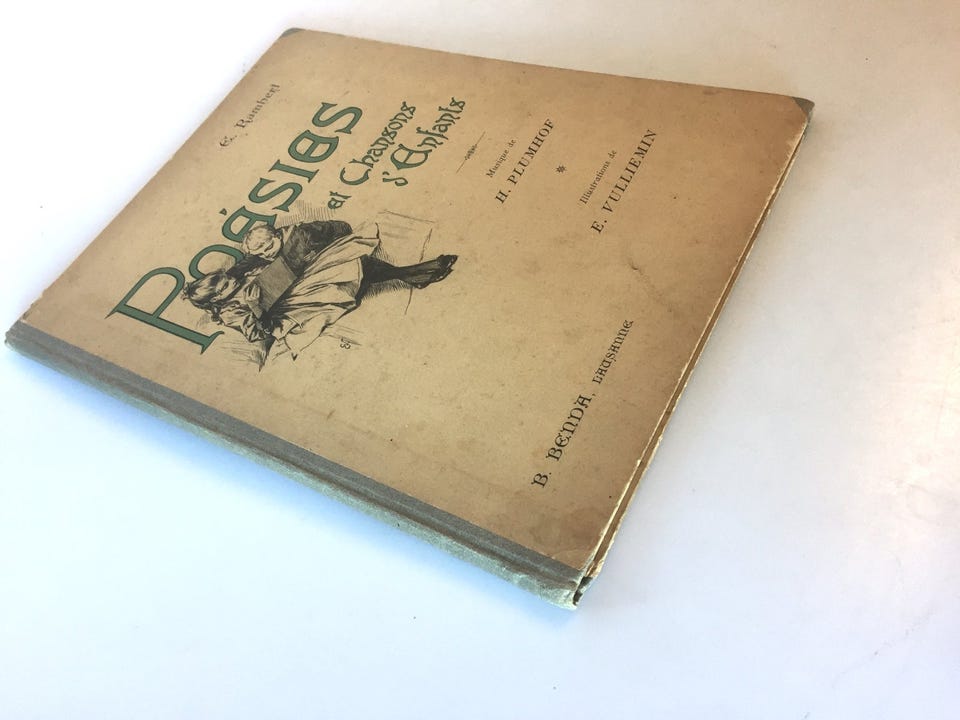 E. Rambert
Poésies
et Chansons
d'Enfants
Musique de
H. PLUMHOF
*
Illustrations de
E. VULLIEMIN
B. BENDA, LAUSANNE